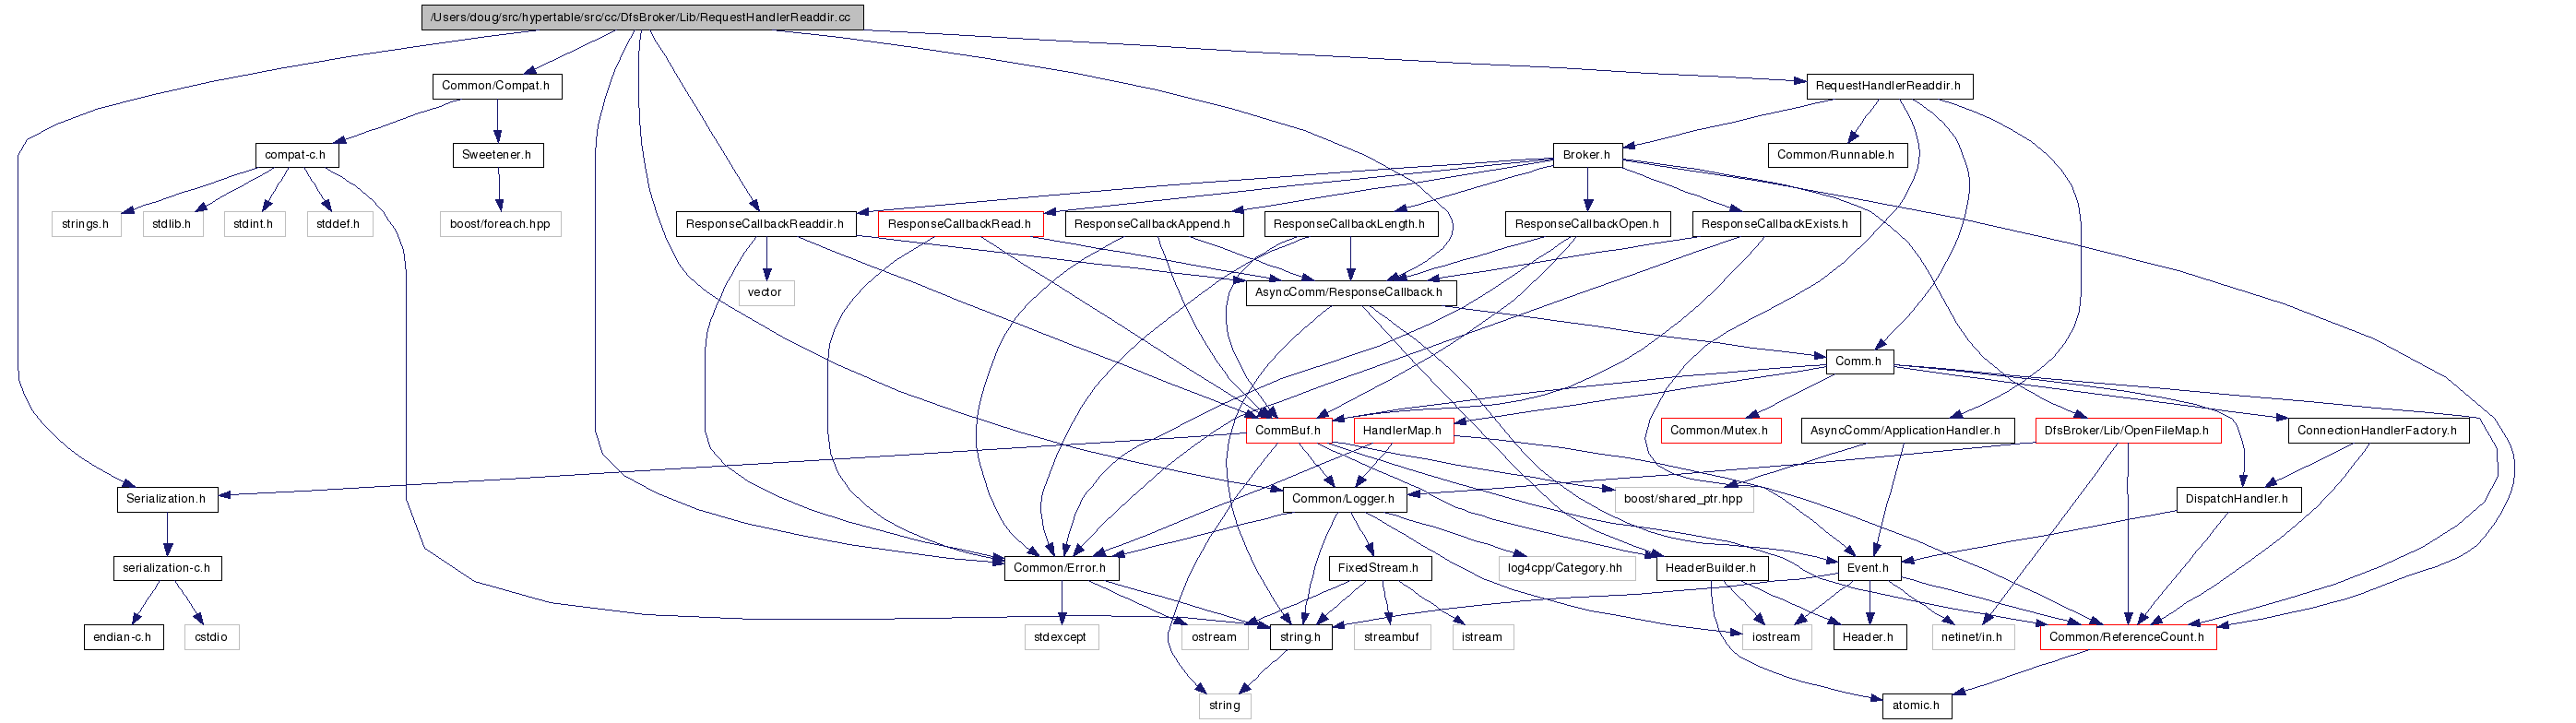 /Users/doug/src/hypertable/src/cc/DfsBroker/Lib/RequestHandlerReaddir.cc
Common/Compat.h
RequestHandlerReaddir.h
compat-c.h
Sweetener.h
Broker.h
Common/Runnable.h
strings.h
stdlib.h
stdint.h
stddef.h
boost/foreach.hpp
ResponseCallbackReaddir.h
ResponseCallbackRead.h
ResponseCallbackAppend.h
ResponseCallbackLength.h
ResponseCallbackOpen.h
ResponseCallbackExists.h
vector
AsyncComm/ResponseCallback.h
Comm.h
CommBuf.h
HandlerMap.h
Common/Mutex.h
AsyncComm/ApplicationHandler.h
DfsBroker/Lib/OpenFileMap.h
ConnectionHandlerFactory.h
Serialization.h
Common/Logger.h
boost/shared_ptr.hpp
DispatchHandler.h
serialization-c.h
Common/Error.h
FixedStream.h
log4cpp/Category.hh
HeaderBuilder.h
Event.h
endian-c.h
cstdio
stdexcept
ostream
string.h
streambuf
istream
iostream
Header.h
netinet/in.h
Common/ReferenceCount.h
string
atomic.h